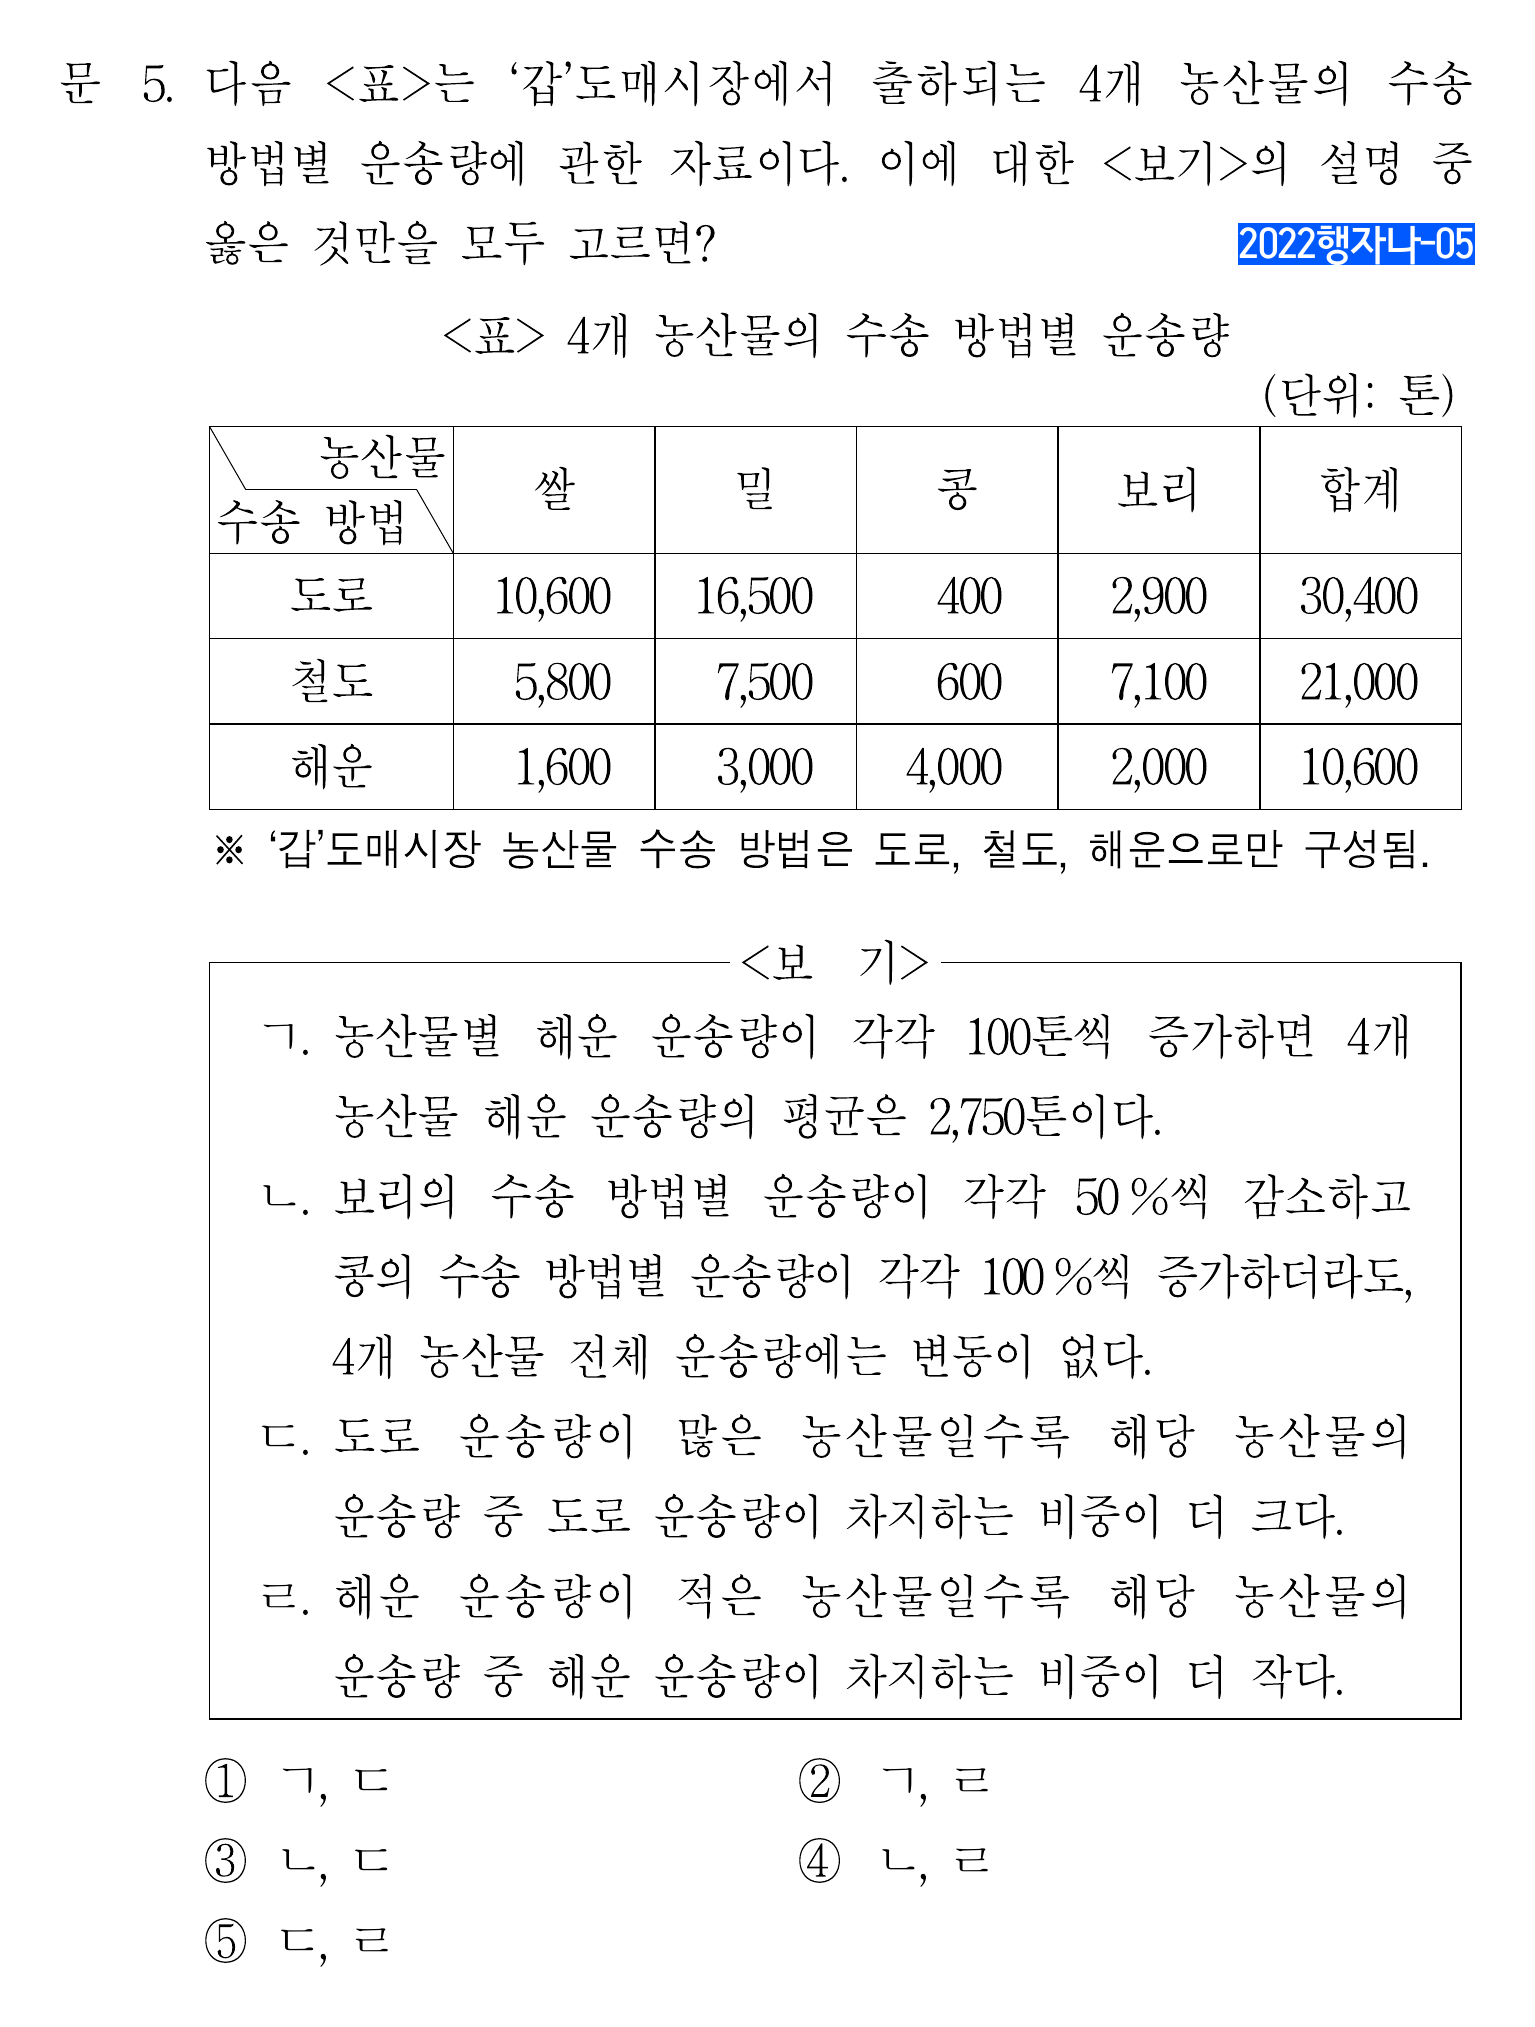 문 5. 다음 <표>는 ‘갑’도매시장에서 출하되는 4개 농산물의 수송
방법별 운송량에 관한 자료이다. 이에 대한 <보기>의 설명 중
옳은 것만을 모두 고르면?
2022행자나-05
<표> 4개 농산물의 수송 방법별 운송량
(단위: 톤)
농산물
수송 방법 쌀 밀 콩 보리 합계
도로 10,600 16,500 400 2,900 30,400
철도 5,800 7,500 600 7,100 21,000
해운 1,600 3,000 4,000 2,000 10,600
※ ‘갑’도매시장 농산물 수송 방법은 도로, 철도, 해운으로만 구성됨.
<보 기>
ㄱ. 농산물별 해운 운송량이 각각 100톤씩 증가하면 4개
농산물 해운 운송량의 평균은 2,750톤이다.
ㄴ. 보리의 수송 방법별 운송량이 각각 50 %씩 감소하고
콩의 수송 방법별 운송량이 각각 100 %씩 증가하더라도,
4개 농산물 전체 운송량에는 변동이 없다.
ㄷ. 도로 운송량이 많은 농산물일수록 해당 농산물의
운송량 중 도로 운송량이 차지하는 비중이 더 크다.
ㄹ. 해운 운송량이 적은 농산물일수록 해당 농산물의
운송량 중 해운 운송량이 차지하는 비중이 더 작다.
① ㄱ, ㄷ ② ㄱ, ㄹ
③ ㄴ, ㄷ ④ ㄴ, ㄹ
⑤ ㄷ, ㄹ